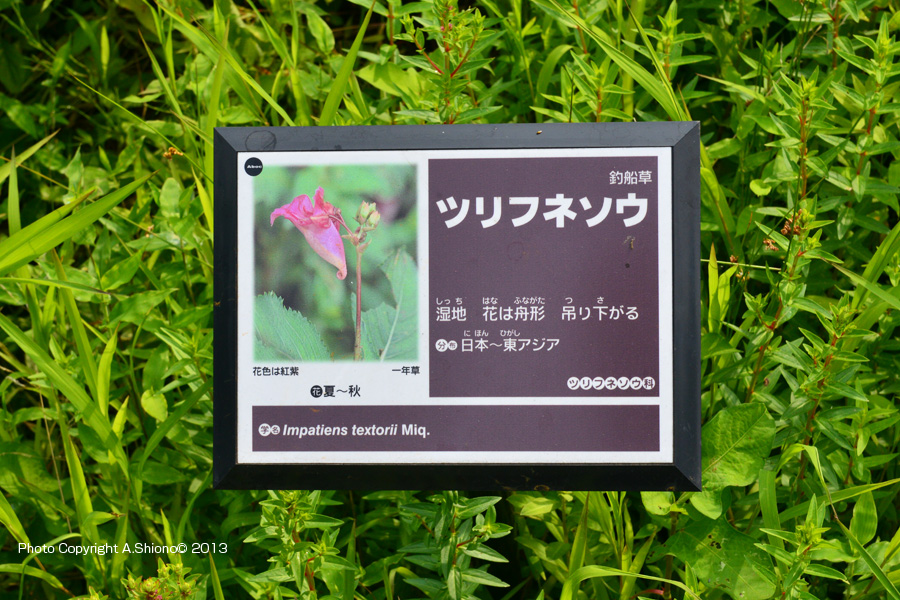 Aboc
釣船草
ツリフネソウ
しっち はな ふながた つ さ
湿地 花は舟形 吊り下がる
にほん ひがし
分布 日本～東アジア
ツリフネソウ科
花色は紅紫 一年草
花 夏～秋
学名 Impatiens textorii Miq.
Photo Copyright A.Shiono© 2013